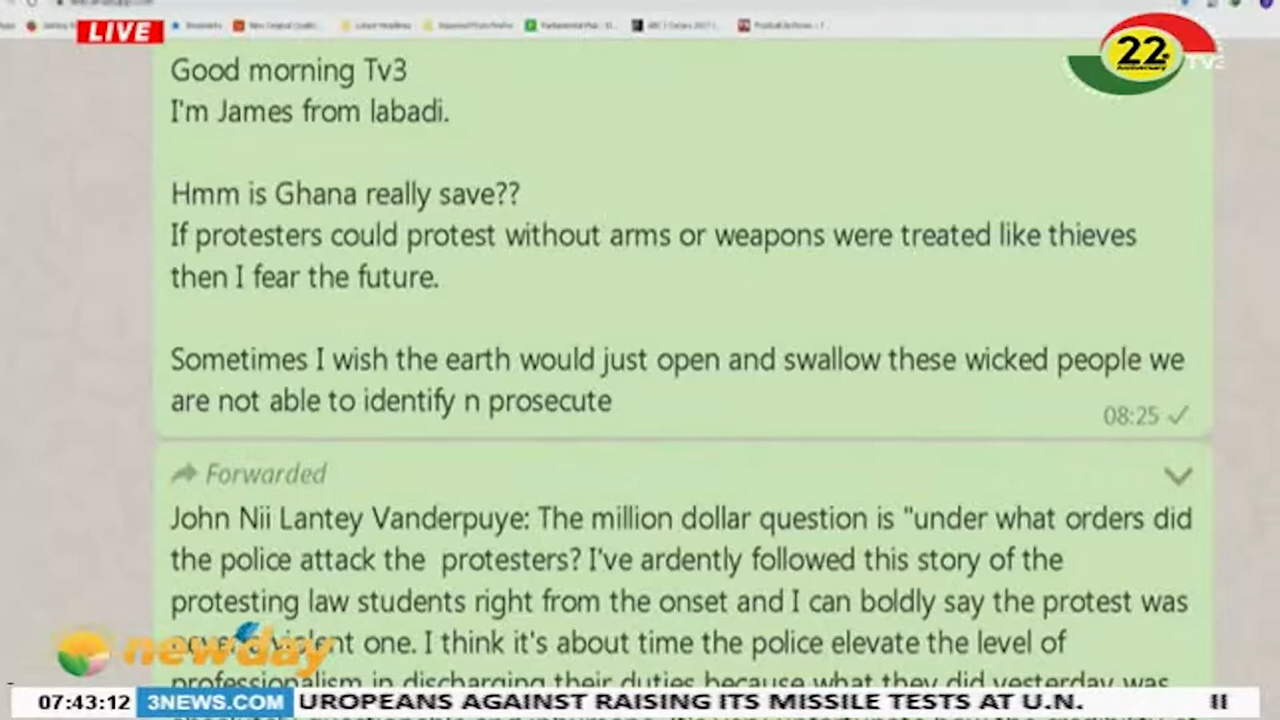 LIVE
22
Anniversary
TV3
Good morning Tv3
I'm James from labadi.
Hmm is Ghana really save??
If protesters could protest without arms or weapons were treated like thieves
then I fear the future.
Sometimes I wish the earth would just open and swallow these wicked people we
are not able to identify n prosecute
08:25
Forwarded
John Nii Lantey Vanderpuye: The million dollar question is "under what orders did
the police attack the protesters? I've ardently followed this story of the
protesting law students right from the onset and I can boldly say the protest was
never a violent one. I think it's about time the police elevate the level of
newday
professionalism in discharging their duties because what they did yesterday was
07:43:12 3NEWS.COM UROPEANS AGAINST RAISING ITS MISSILE TESTS AT U.N.